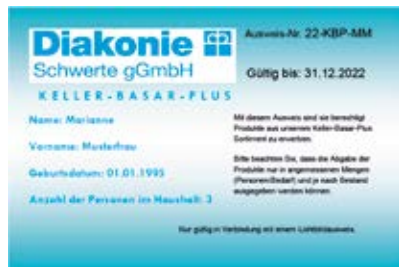 Diakonie
Schwerte gGmbH
KELLER-BASAR-PLUS
Ausweis-Nr. 22-KBP-MM
Gültig bis: 31.12.2022
Name: Marianne
Vorname: Musterfrau
Geburtsdatum: 01.01.1995
Anzahl der Personen im Haushalt: 3
Mit diesem Ausweis sind sie berechtigt
Produkte aus unserem Keller-Basar-Plus
Sortiment zu erwerben.
Bitte beachten Sie, dass die Abgabe der
Produkte nur in angemessenen Mengen
(Personen/Bedarf) und je nach Bestand
ausgegeben werden können.
Nur gültig in Verbindung mit einem Lichtbildausweis.